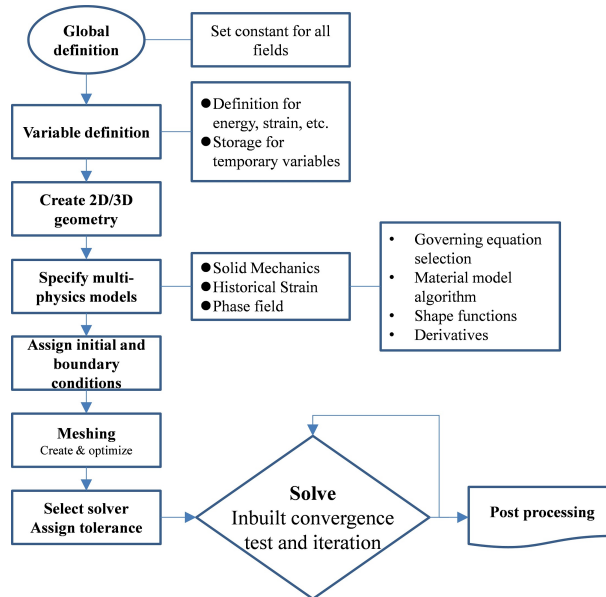 Global
definition
Set constant for all
fields
Variable definition
●Definition for
energy, strain, etc.
●Storage for
temporary variables
Create 2D/3D
geometry
Specify multi-
physics models
●Solid Mechanics
●Historical Strain
●Phase field
• Governing equation
selection
• Material model
algorithm
• Shape functions
• Derivatives
Assign initial and
boundary
conditions
Meshing
Create & optimize
Select solver
Assign tolerance
Solve
Inbuilt convergence
test and iteration
Post processing